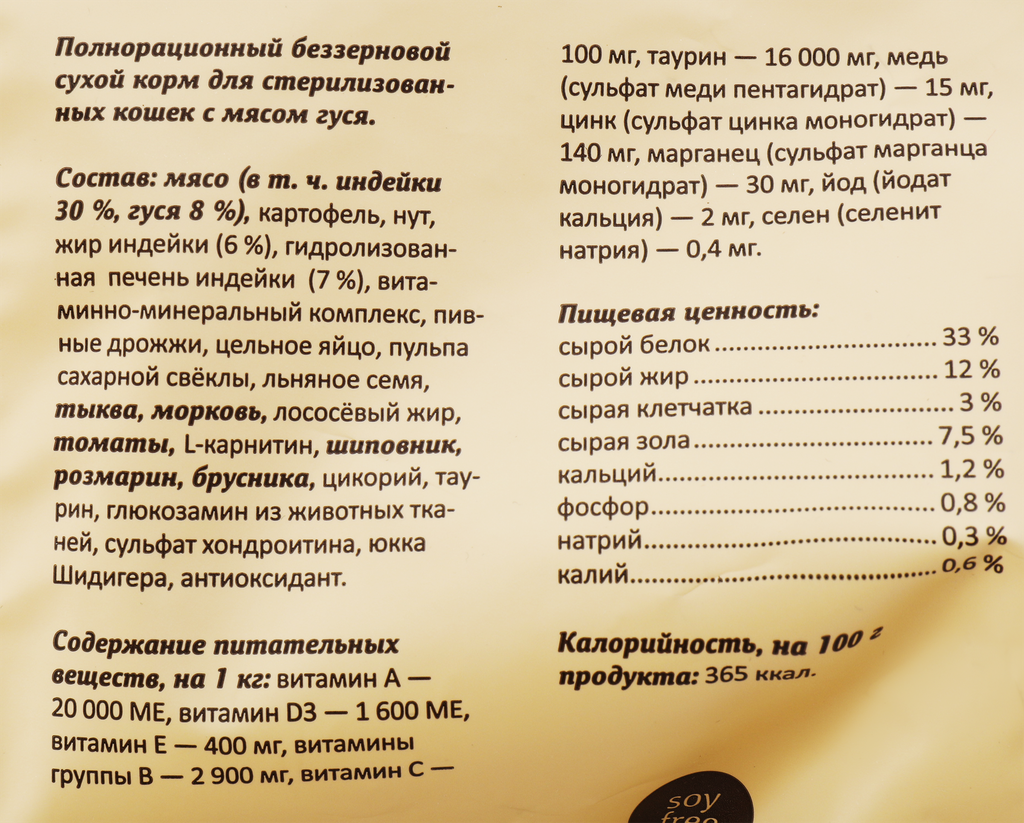 Полнорационный беззерновой
сухой корм для стерилизован-
ных кошек с мясом гуся.
Состав: мясо (в т. ч. индейки
30 %, гуся 8 %), картофель, нут,
жир индейки (6 %), гидролизован-
ная печень индейки (7 %), вита-
минно-минеральный комплекс, пив-
ные дрожжи, цельное яйцо, пульпа
сахарной свёклы, льняное семя,
тыква, морковь, лососёвый жир,
томаты, L-карнитин, шиповник,
розмарин, брусника, цикорий, тау-
рин, глюкозамин из животных тка-
ней, сульфат хондроитина, юкка
Шидигера, антиоксидант.
Содержание питательных
веществ, на 1 кг: витамин А —
20 000 МЕ, витамин D3 — 1 600 МЕ,
витамин Е — 400 мг, витамины
группы В — 2 900 мг, витамин С —
100 мг, таурин — 16 000 мг, медь
(сульфат меди пентагидрат) — 15 мг,
цинк (сульфат цинка моногидрат) —
140 мг, марганец (сульфат марганца
моногидрат) — 30 мг, йод (йодат
кальция) — 2 мг, селен (селенит
натрия) — 0,4 мг.
Пищевая ценность:
сырой белок.................................. 33 %
сырой жир ..................................... 12 %
сырая клетчатка ............................. 3 %
сырая зола.................................... 7,5 %
кальций......................................... 1,2 %
фосфор.......................................... 0,8 %
натрий........................................... 0,3 %
калий............................................. 0,6 %
Калорийность, на 100 г
продукта: 365 ккал.
soy
free